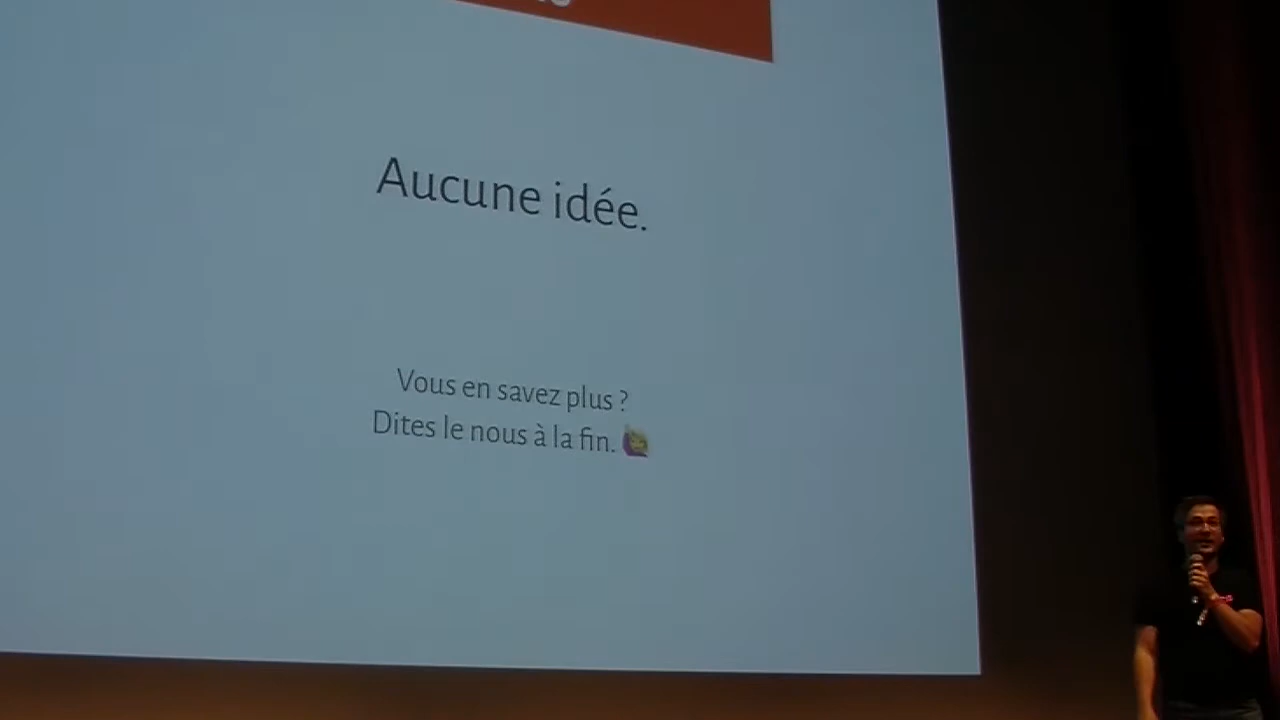 Aucune idée.
Vous en savez plus ?
Dites le nous à la fin. 🙋